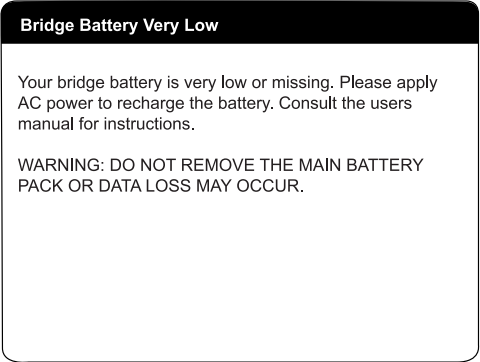 Bridge Battery Very Low
Your bridge battery is very low or missing. Please apply
AC power to recharge the battery. Consult the users
manual for instructions.
WARNING: DO NOT REMOVE THE MAIN BATTERY
PACK OR DATA LOSS MAY OCCUR.